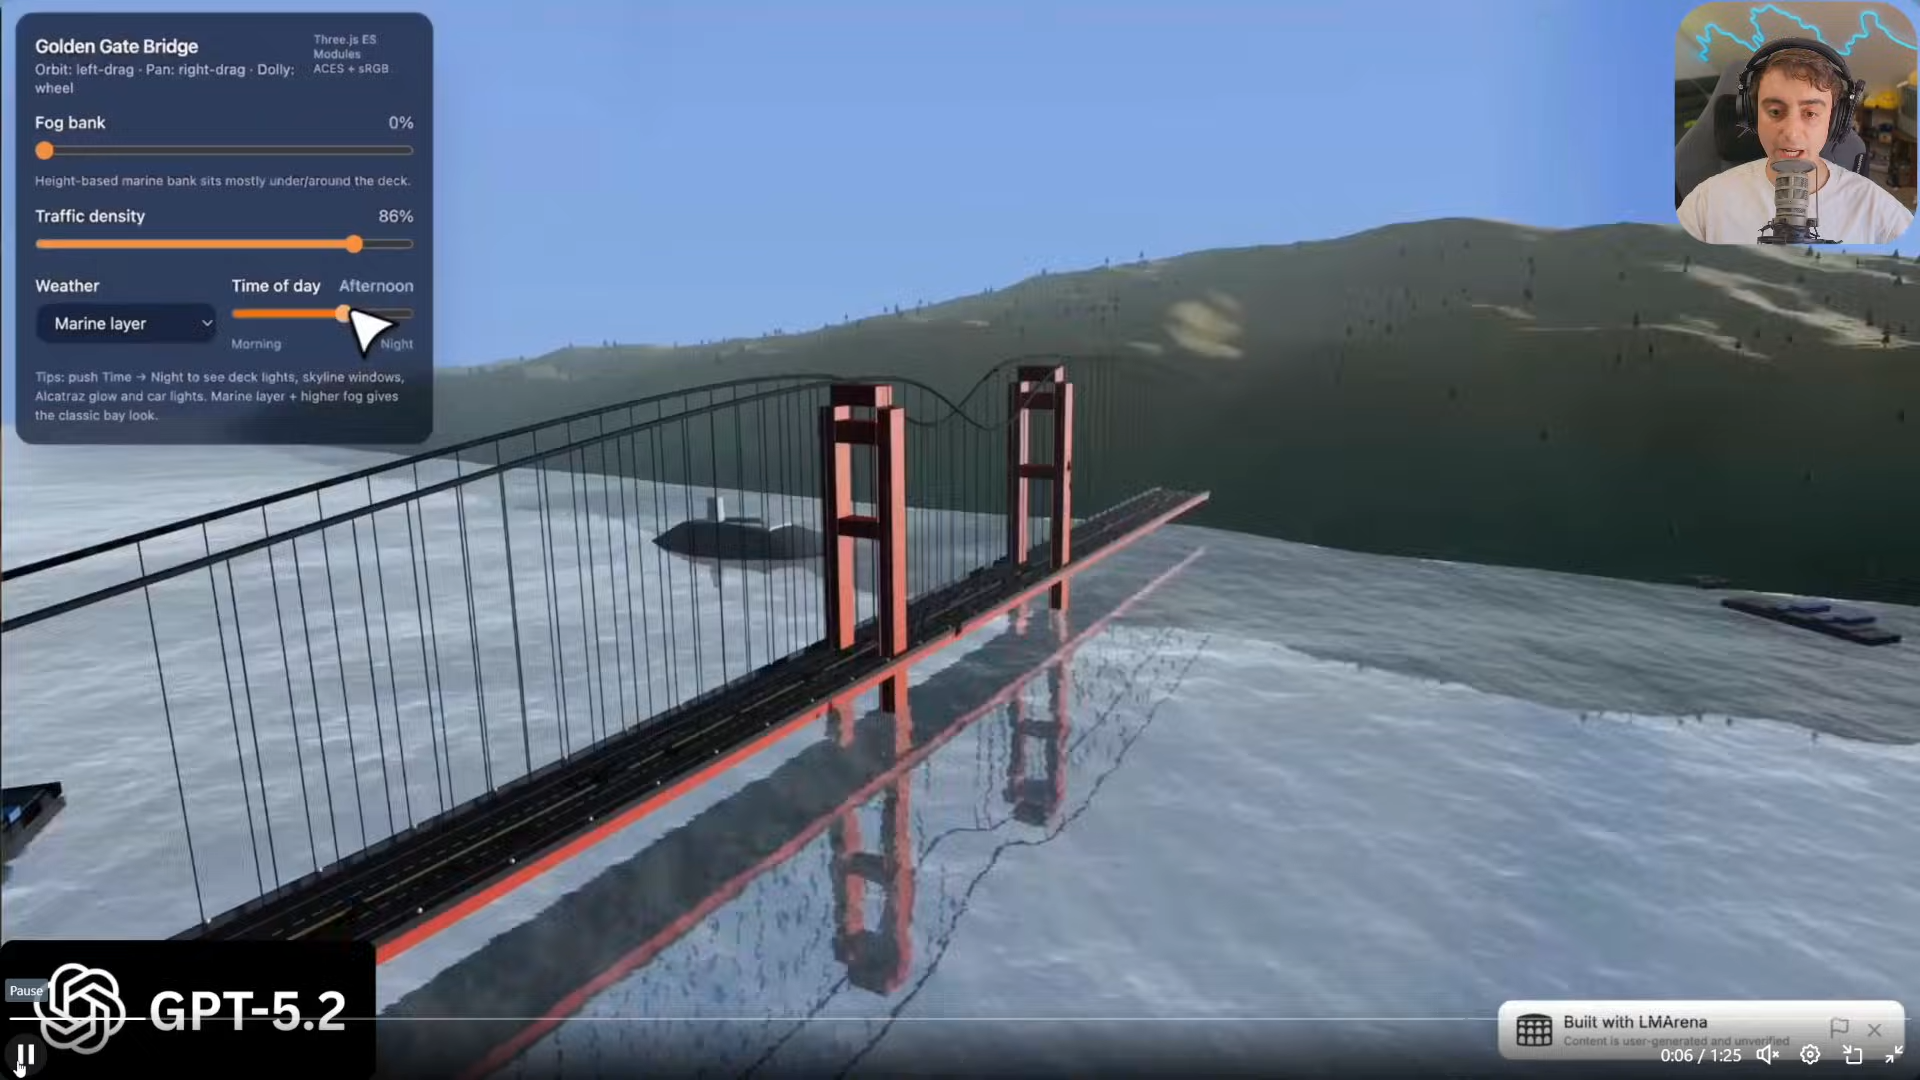 Golden Gate Bridge
Three.js ES
Modules
ACES + sRGB
Orbit: left-drag · Pan: right-drag · Dolly:
wheel
Fog bank 0%
Height-based marine bank sits mostly under/around the deck.
Traffic density 86%
Weather
Time of day Afternoon
Marine layer
Morning Night
Tips: push Time → Night to see deck lights, skyline windows,
Alcatraz glow and car lights. Marine layer + higher fog gives
the classic bay look.
Pause
GPT-5.2
Built with LMArena
Content is user-generated and unverified
0:06 / 1:25